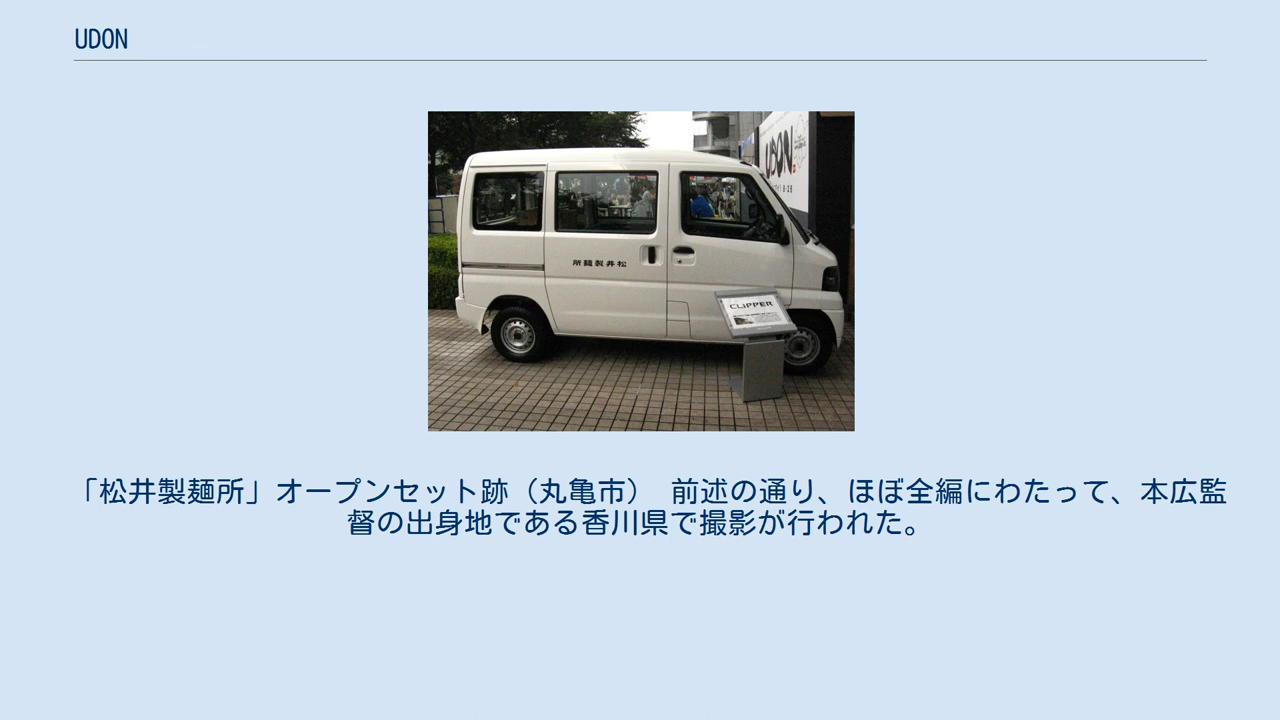 UDON
UDON
所麺製井松
CLIPPER
「松井製麺所」オープンセット跡（丸亀市）　前述の通り、ほぼ全編にわたって、本広監
督の出身地である香川県で撮影が行われた。